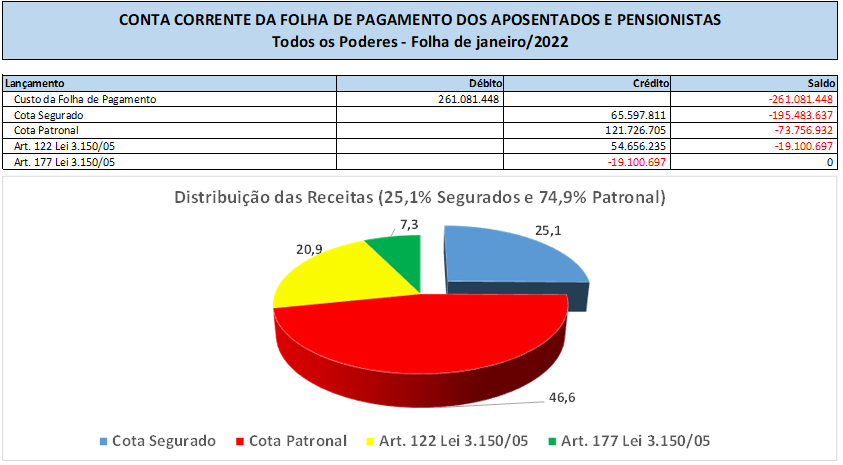 CONTA CORRENTE DA FOLHA DE PAGAMENTO DOS APOSENTADOS E PENSIONISTAS
Todos os Poderes - Folha de janeiro/2022
Lançamento Débito Crédito Saldo
Custo da Folha de Pagamento 261.081.448 -261.081.448
Cota Segurado 65.597.811 -195.483.637
Cota Patronal 121.726.705 -73.756.932
Art. 122 Lei 3.150/05 54.656.235 -19.100.697
Art. 177 Lei 3.150/05 -19.100.697 0
Distribuição das Receitas (25,1% Segurados e 74,9% Patronal)
7,3
25,1
20,9
46,6
Cota Segurado Cota Patronal Art. 122 Lei 3.150/05 Art. 177 Lei 3.150/05